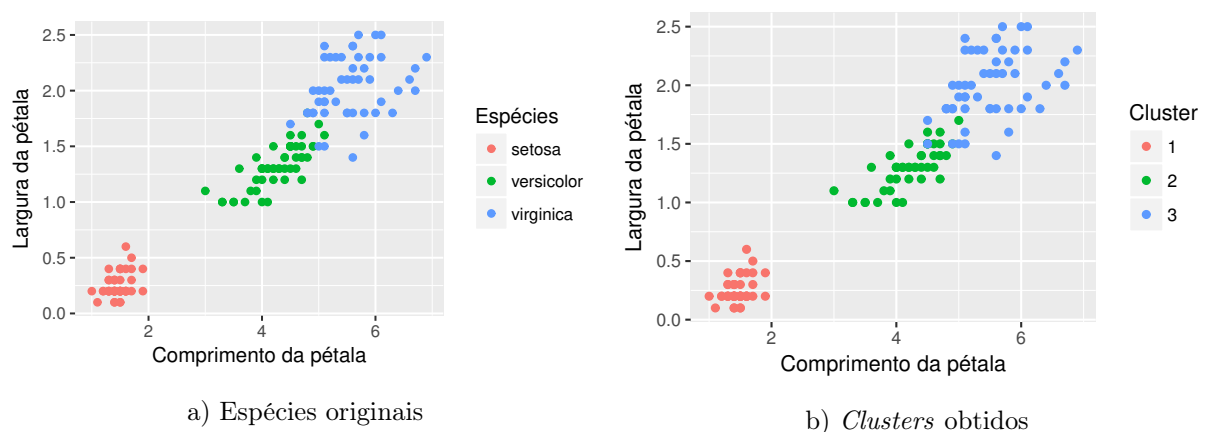 2.5
2.0
1.5
1.0
0.5
0.0
Largura da pétala
2 4 6
Comprimento da pétala
Espécies
setosa
versicolor
virginica
a) Espécies originais
2.5
2.0
1.5
1.0
0.5
0.0
Largura da pétala
2 4 6
Comprimento da pétala
Cluster
1
2
3
b) Clusters obtidos